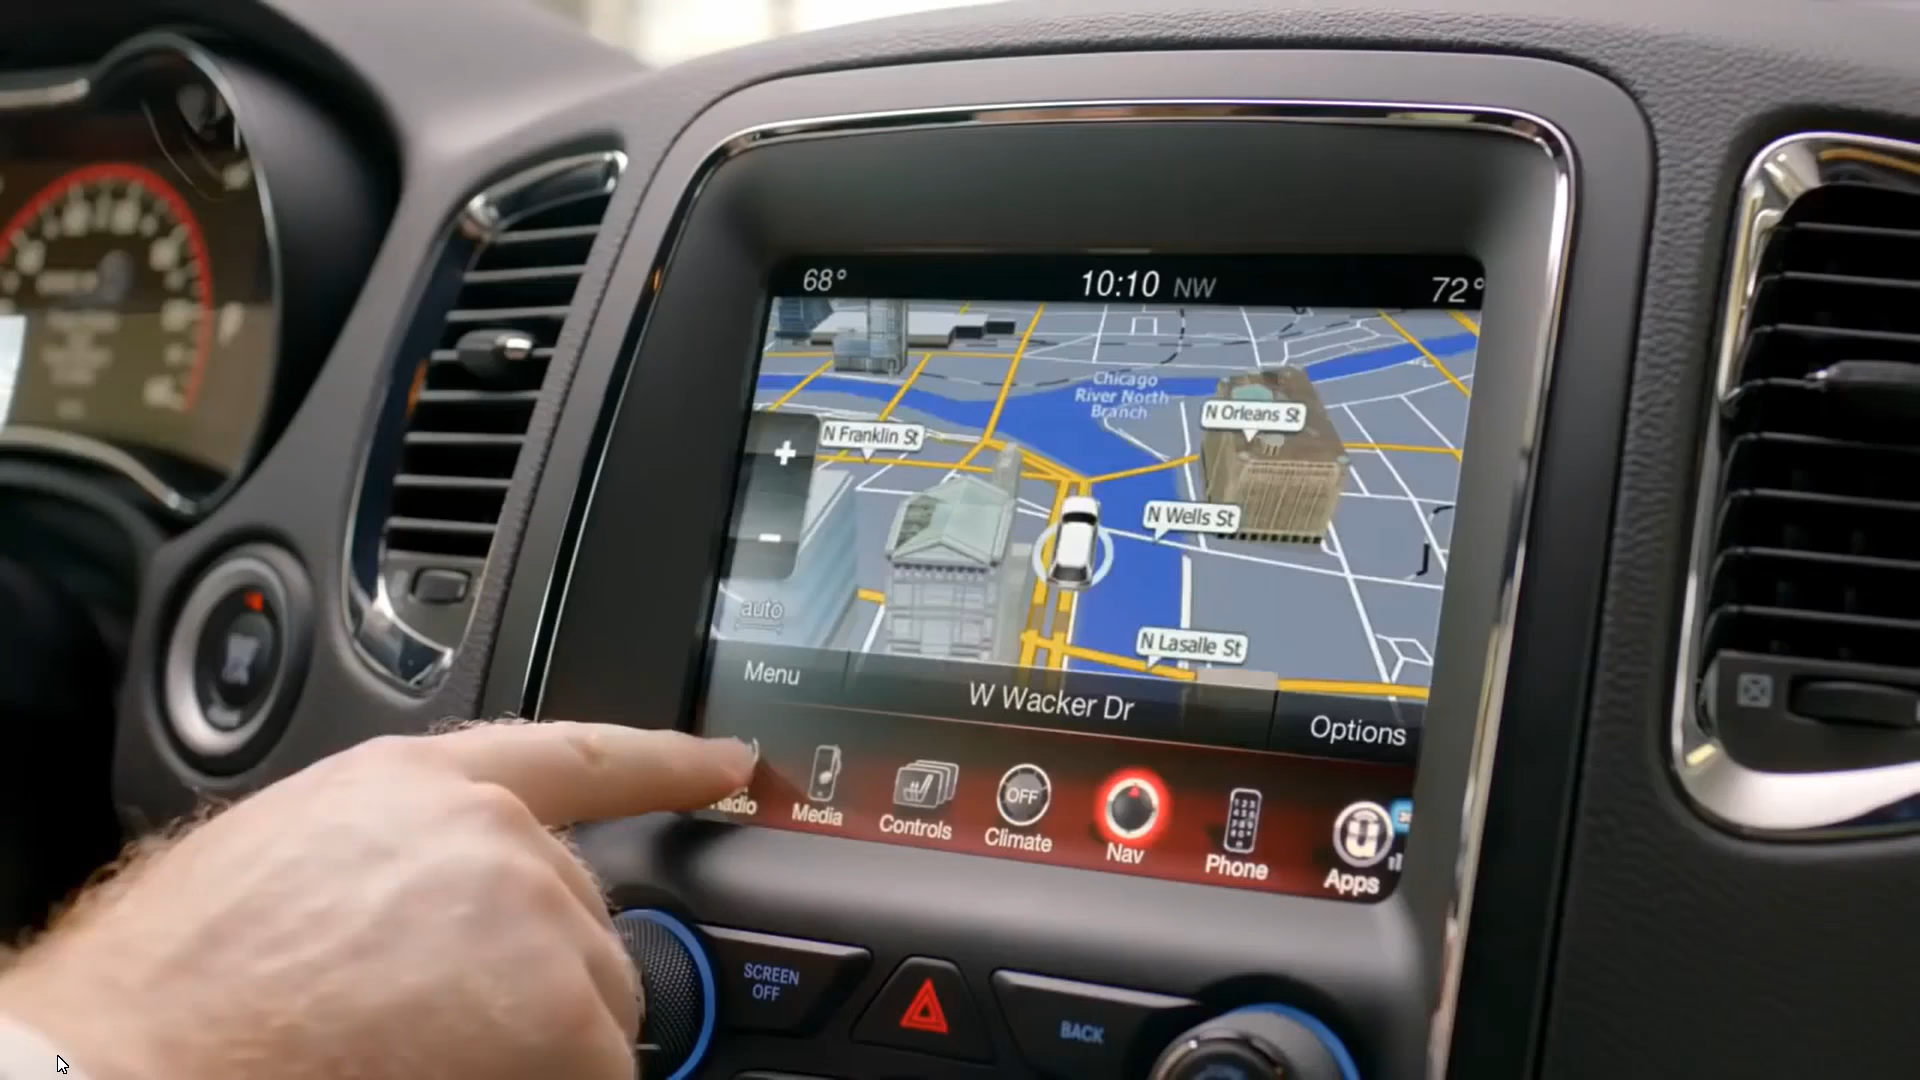 68° 10:10 NW 72°
Chicago
River North
Branch
N Orleans St
N Franklin St
+
N Wells St
-
auto
N Lasalle St
Menu
W Wacker Dr
Options
Radio
Media
Controls
OFF
Climate
Nav
Phone
Apps
SCREEN
OFF
BACK